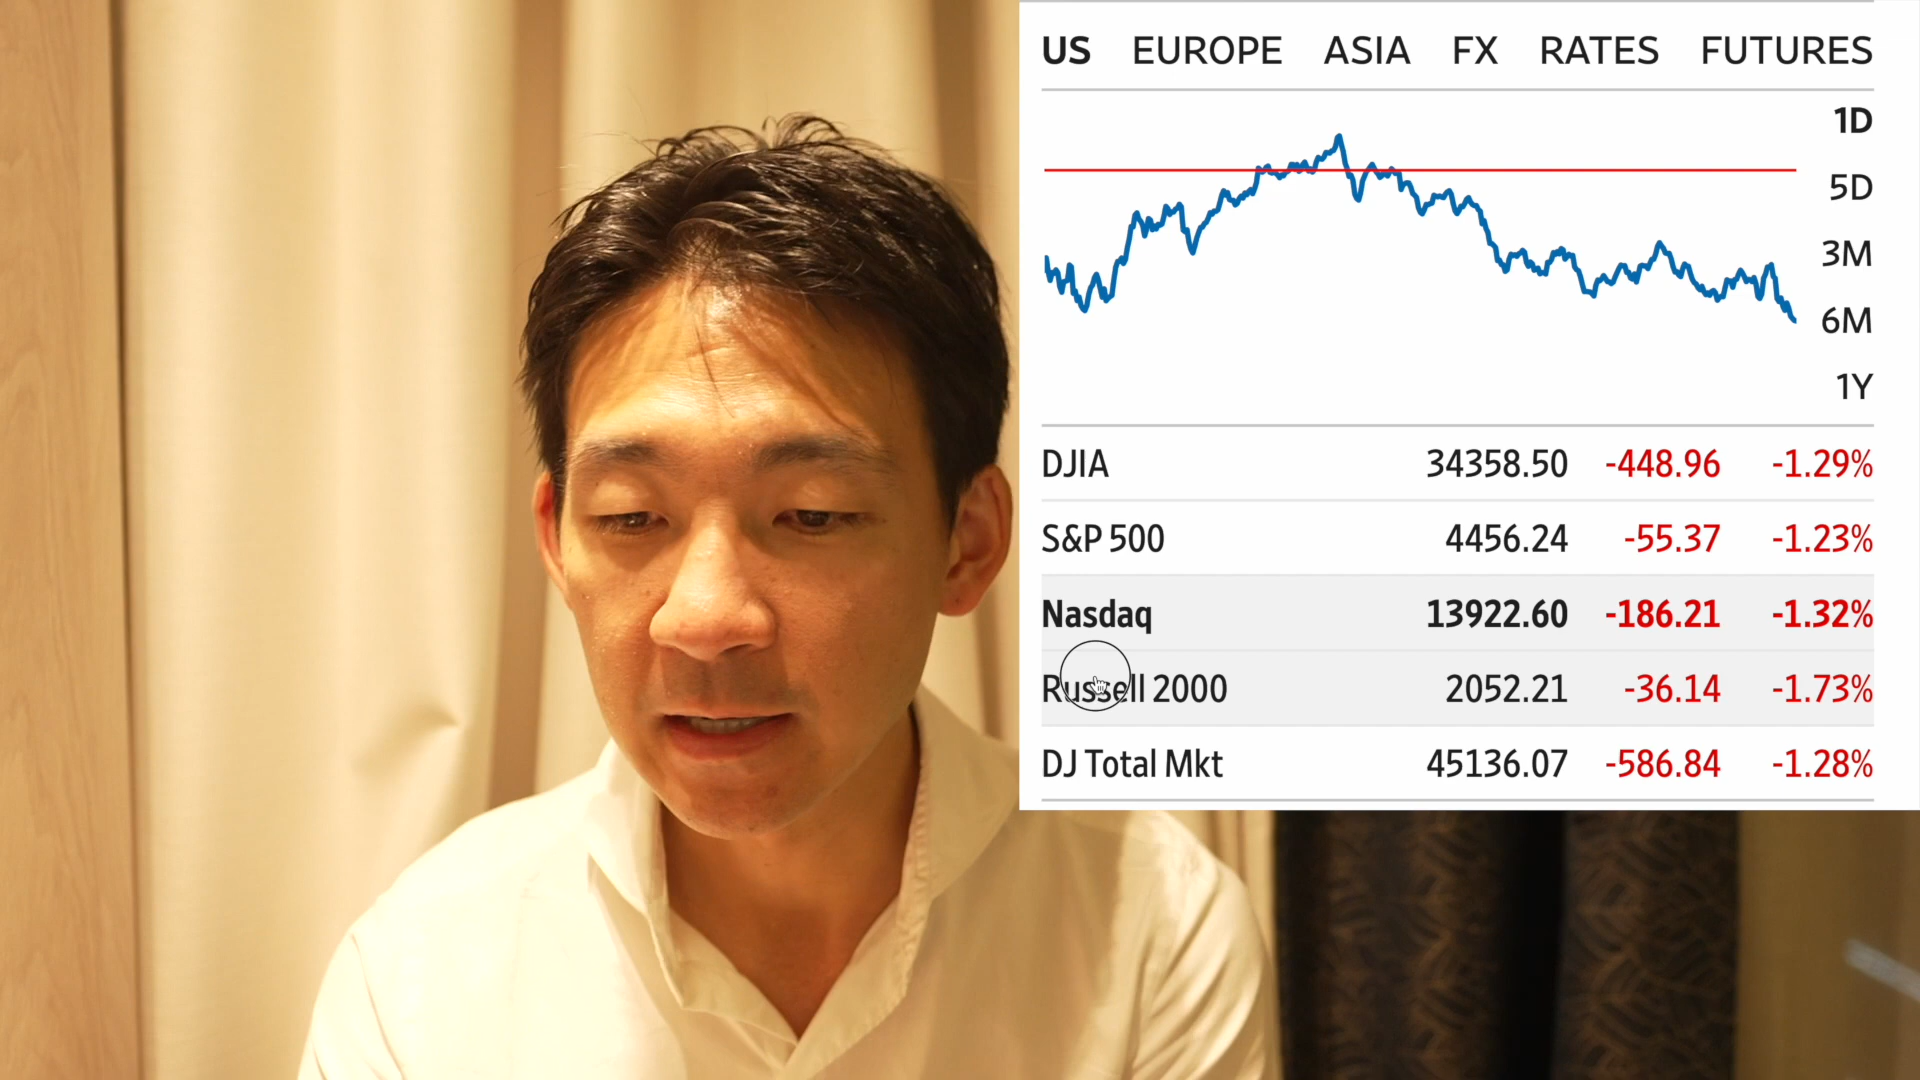 US EUROPE ASIA FX RATES FUTURES
1D
5D
3M
6M
1Y
DJIA 34358.50 -448.96 -1.29%
S&P 500 4456.24 -55.37 -1.23%
Nasdaq 13922.60 -186.21 -1.32%
Russell 2000 2052.21 -36.14 -1.73%
DJ Total Mkt 45136.07 -586.84 -1.28%